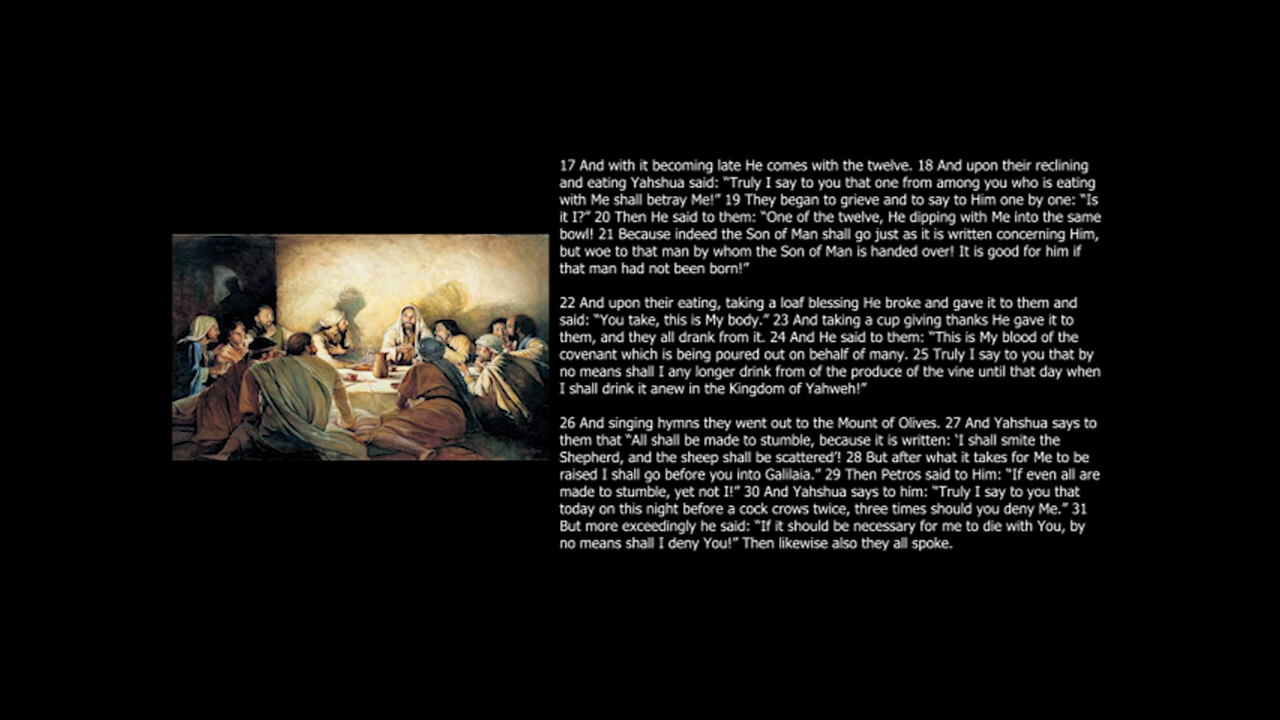 17 And with it becoming late He comes with the twelve. 18 And upon their reclining
and eating Yahshua said: “Truly I say to you that one from among you who is eating
with Me shall betray Me!” 19 They began to grieve and to say to Him one by one: “Is
it I?” 20 Then He said to them: “One of the twelve, He dipping with Me into the same
bowl! 21 Because indeed the Son of Man shall go just as it is written concerning Him,
but woe to that man by whom the Son of Man is handed over! It is good for him if
that man had not been born!”
22 And upon their eating, taking a loaf blessing He broke and gave it to them and
said: “You take, this is My body.” 23 And taking a cup giving thanks He gave it to
them, and they all drank from it. 24 And He said to them: “This is My blood of the
covenant which is being poured out on behalf of many. 25 Truly I say to you that by
no means shall I any longer drink from of the produce of the vine until that day when
I shall drink it anew in the Kingdom of Yahweh!”
26 And singing hymns they went out to the Mount of Olives. 27 And Yahshua says to
them that “All shall be made to stumble, because it is written: ‘I shall smite the
Shepherd, and the sheep shall be scattered’! 28 But after what it takes for Me to be
raised I shall go before you into Galilaia.” 29 Then Petros said to Him: “If even all are
made to stumble, yet not I!” 30 And Yahshua says to him: “Truly I say to you that
today on this night before a cock crows twice, three times should you deny Me.” 31
But more exceedingly he said: “If it should be necessary for me to die with You, by
no means shall I deny You!” Then likewise also they all spoke.